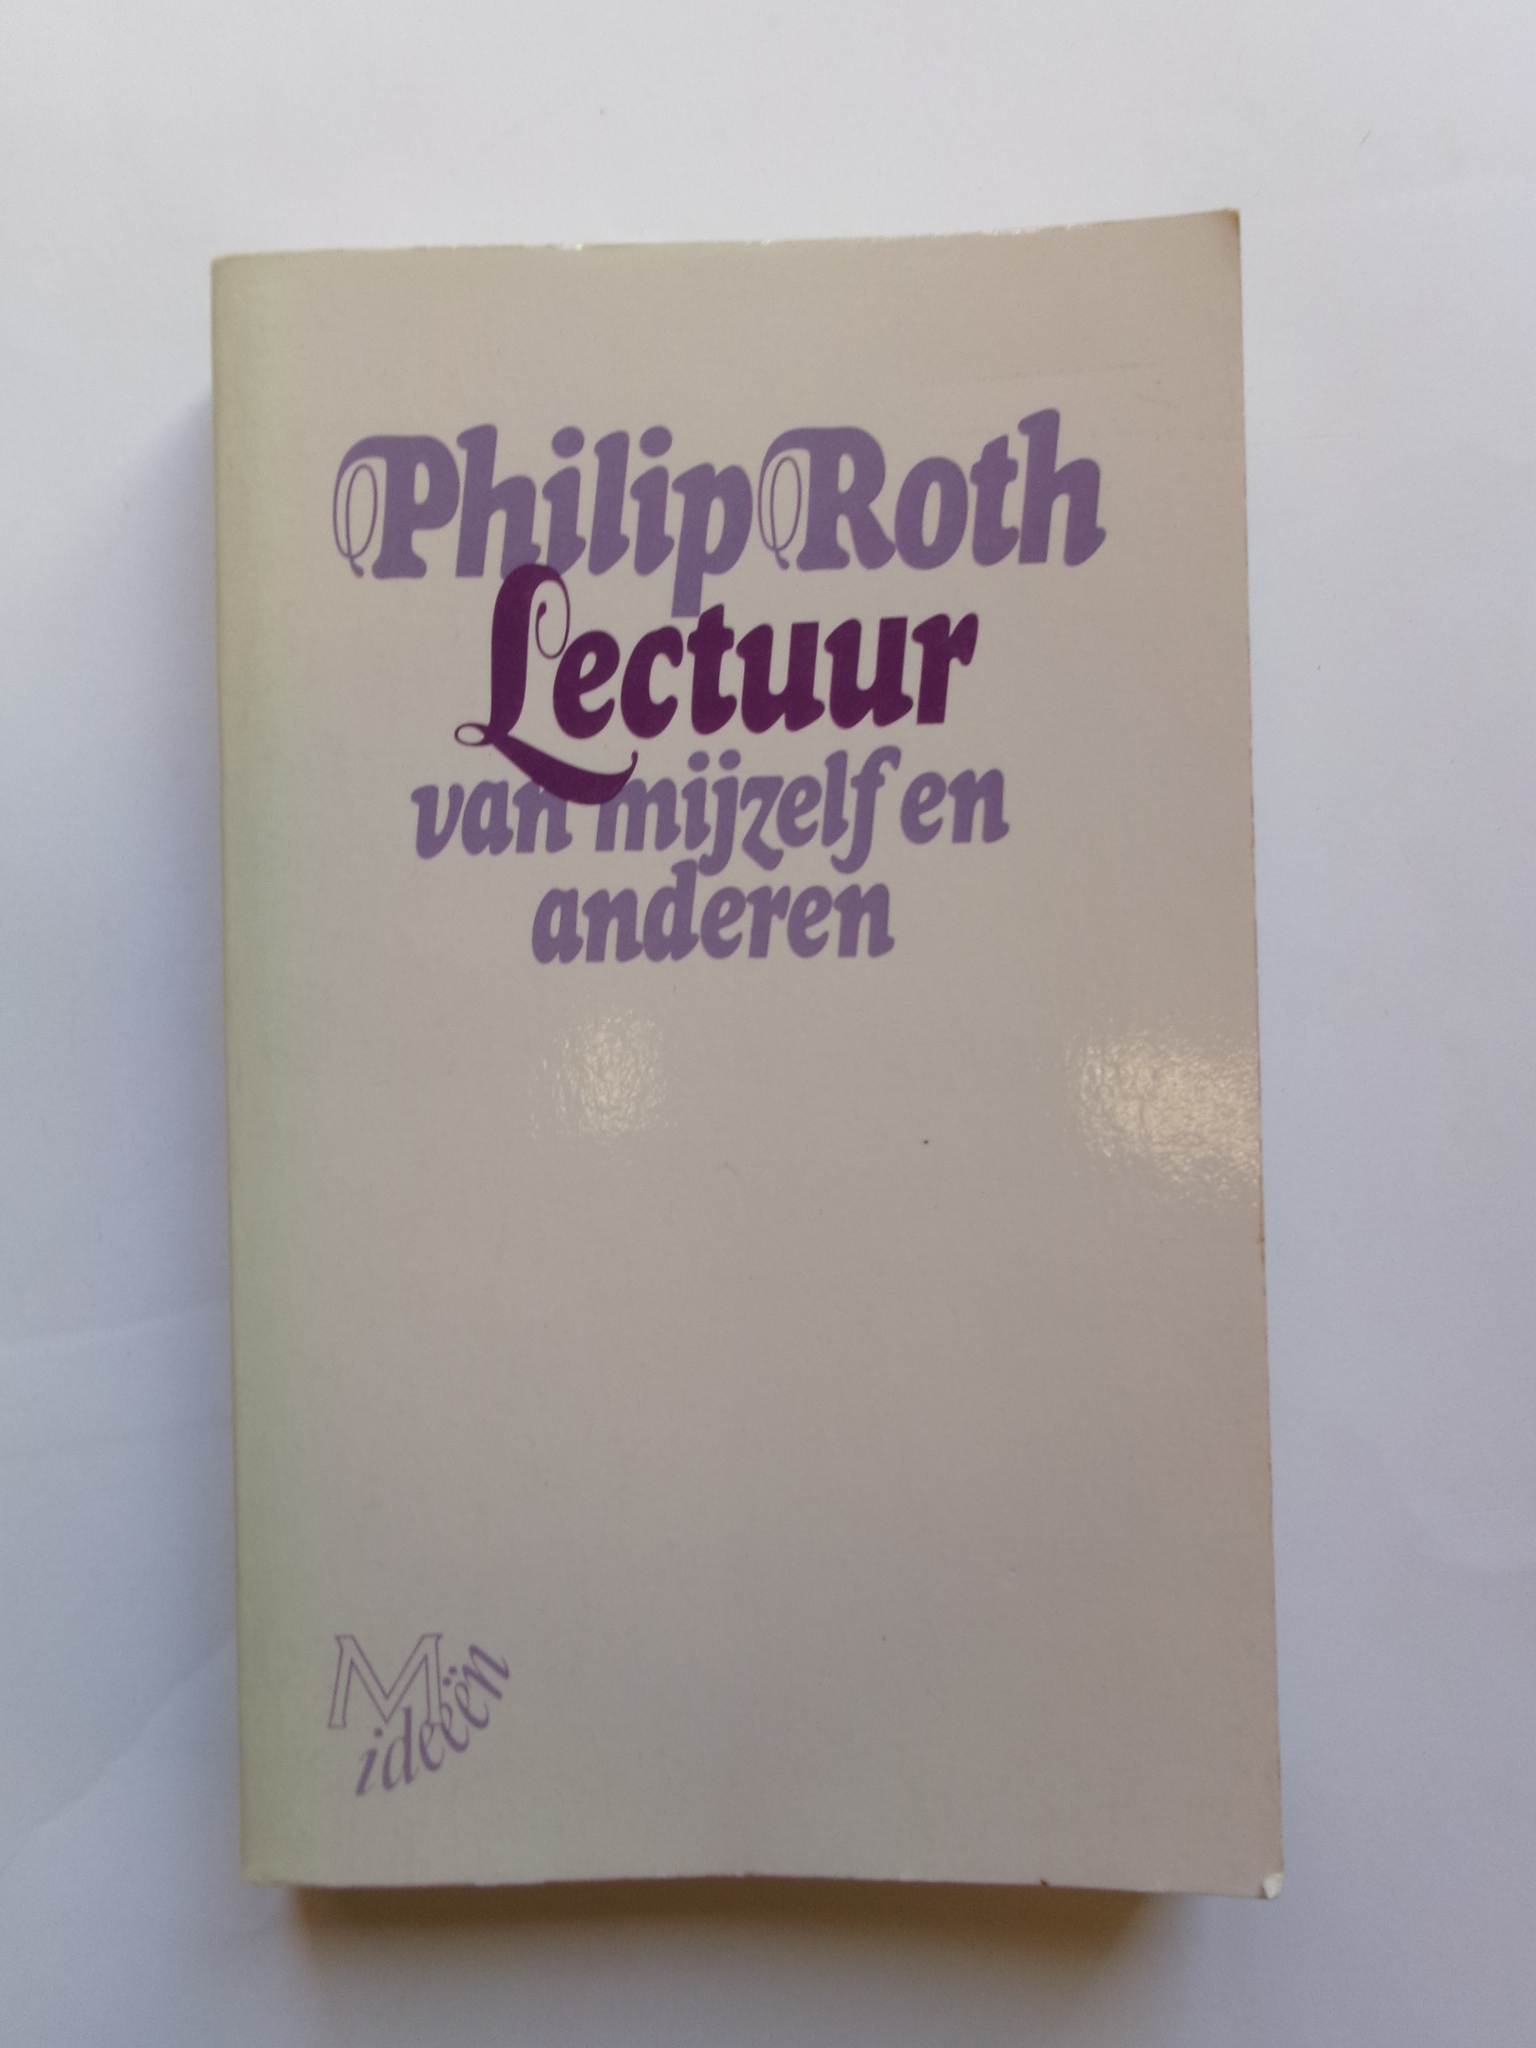 Philip Roth
Lectuur
van mijzelf en
anderen
M
ideeën